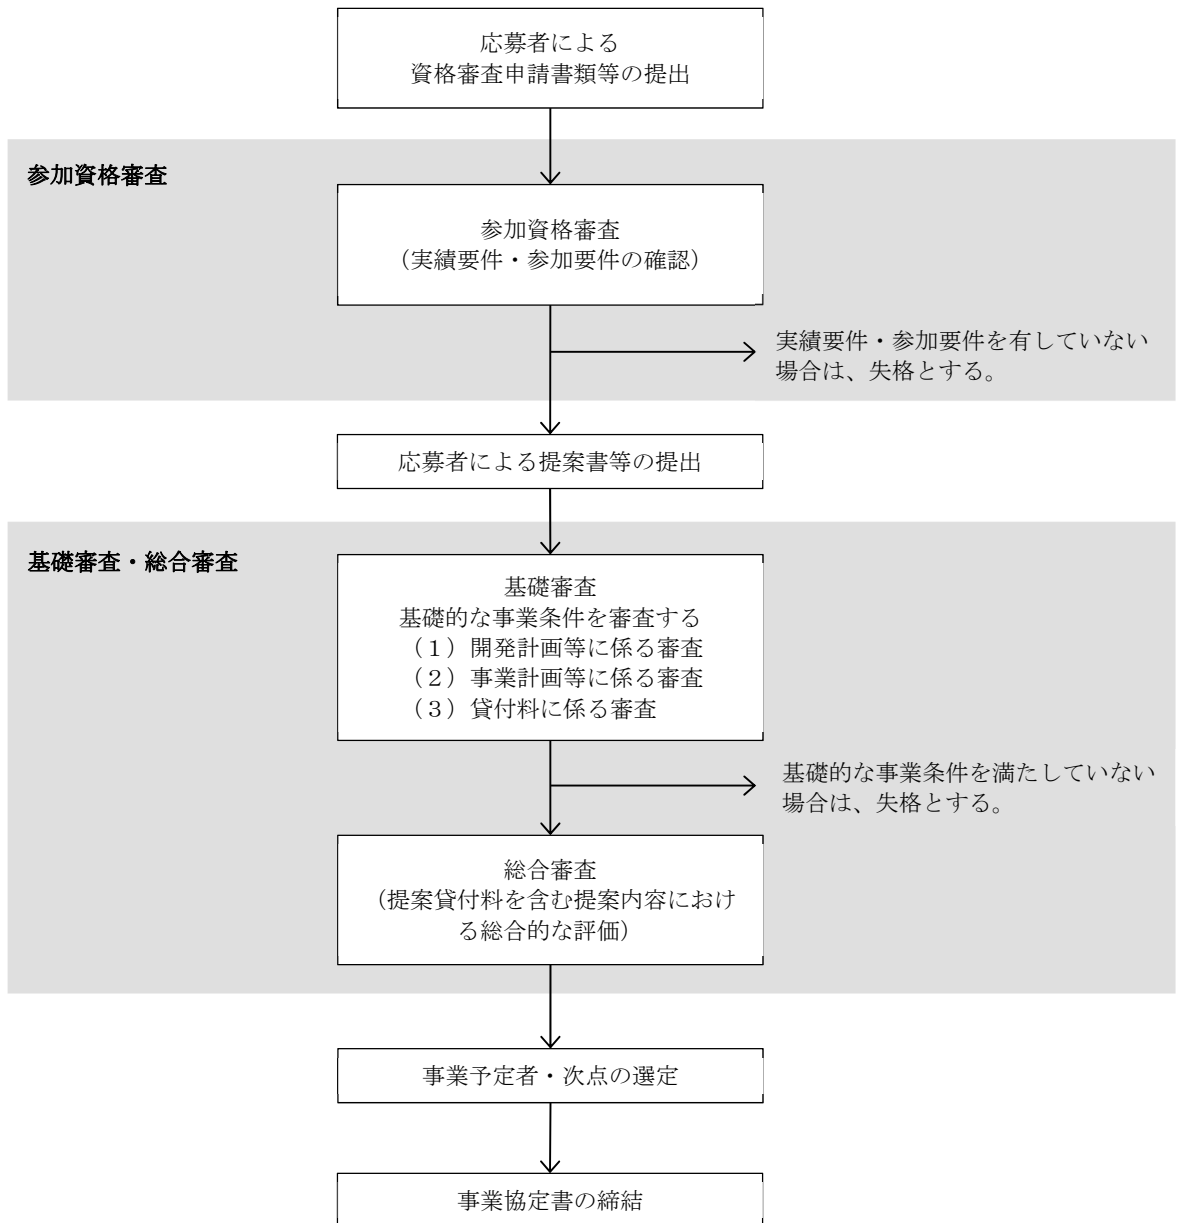 応募者による
資格審査申請書類等の提出
参加資格審査
参加資格審査
（実績要件・参加要件の確認）
実績要件・参加要件を有していない
場合は、失格とする。
応募者による提案書等の提出
基礎審査・総合審査
基礎審査
基礎的な事業条件を審査する
（１）開発計画等に係る審査
（２）事業計画等に係る審査
（３）貸付料に係る審査
基礎的な事業条件を満たしていない
場合は、失格とする。
総合審査
（提案貸付料を含む提案内容におけ
る総合的な評価）
事業予定者・次点の選定
事業協定書の締結